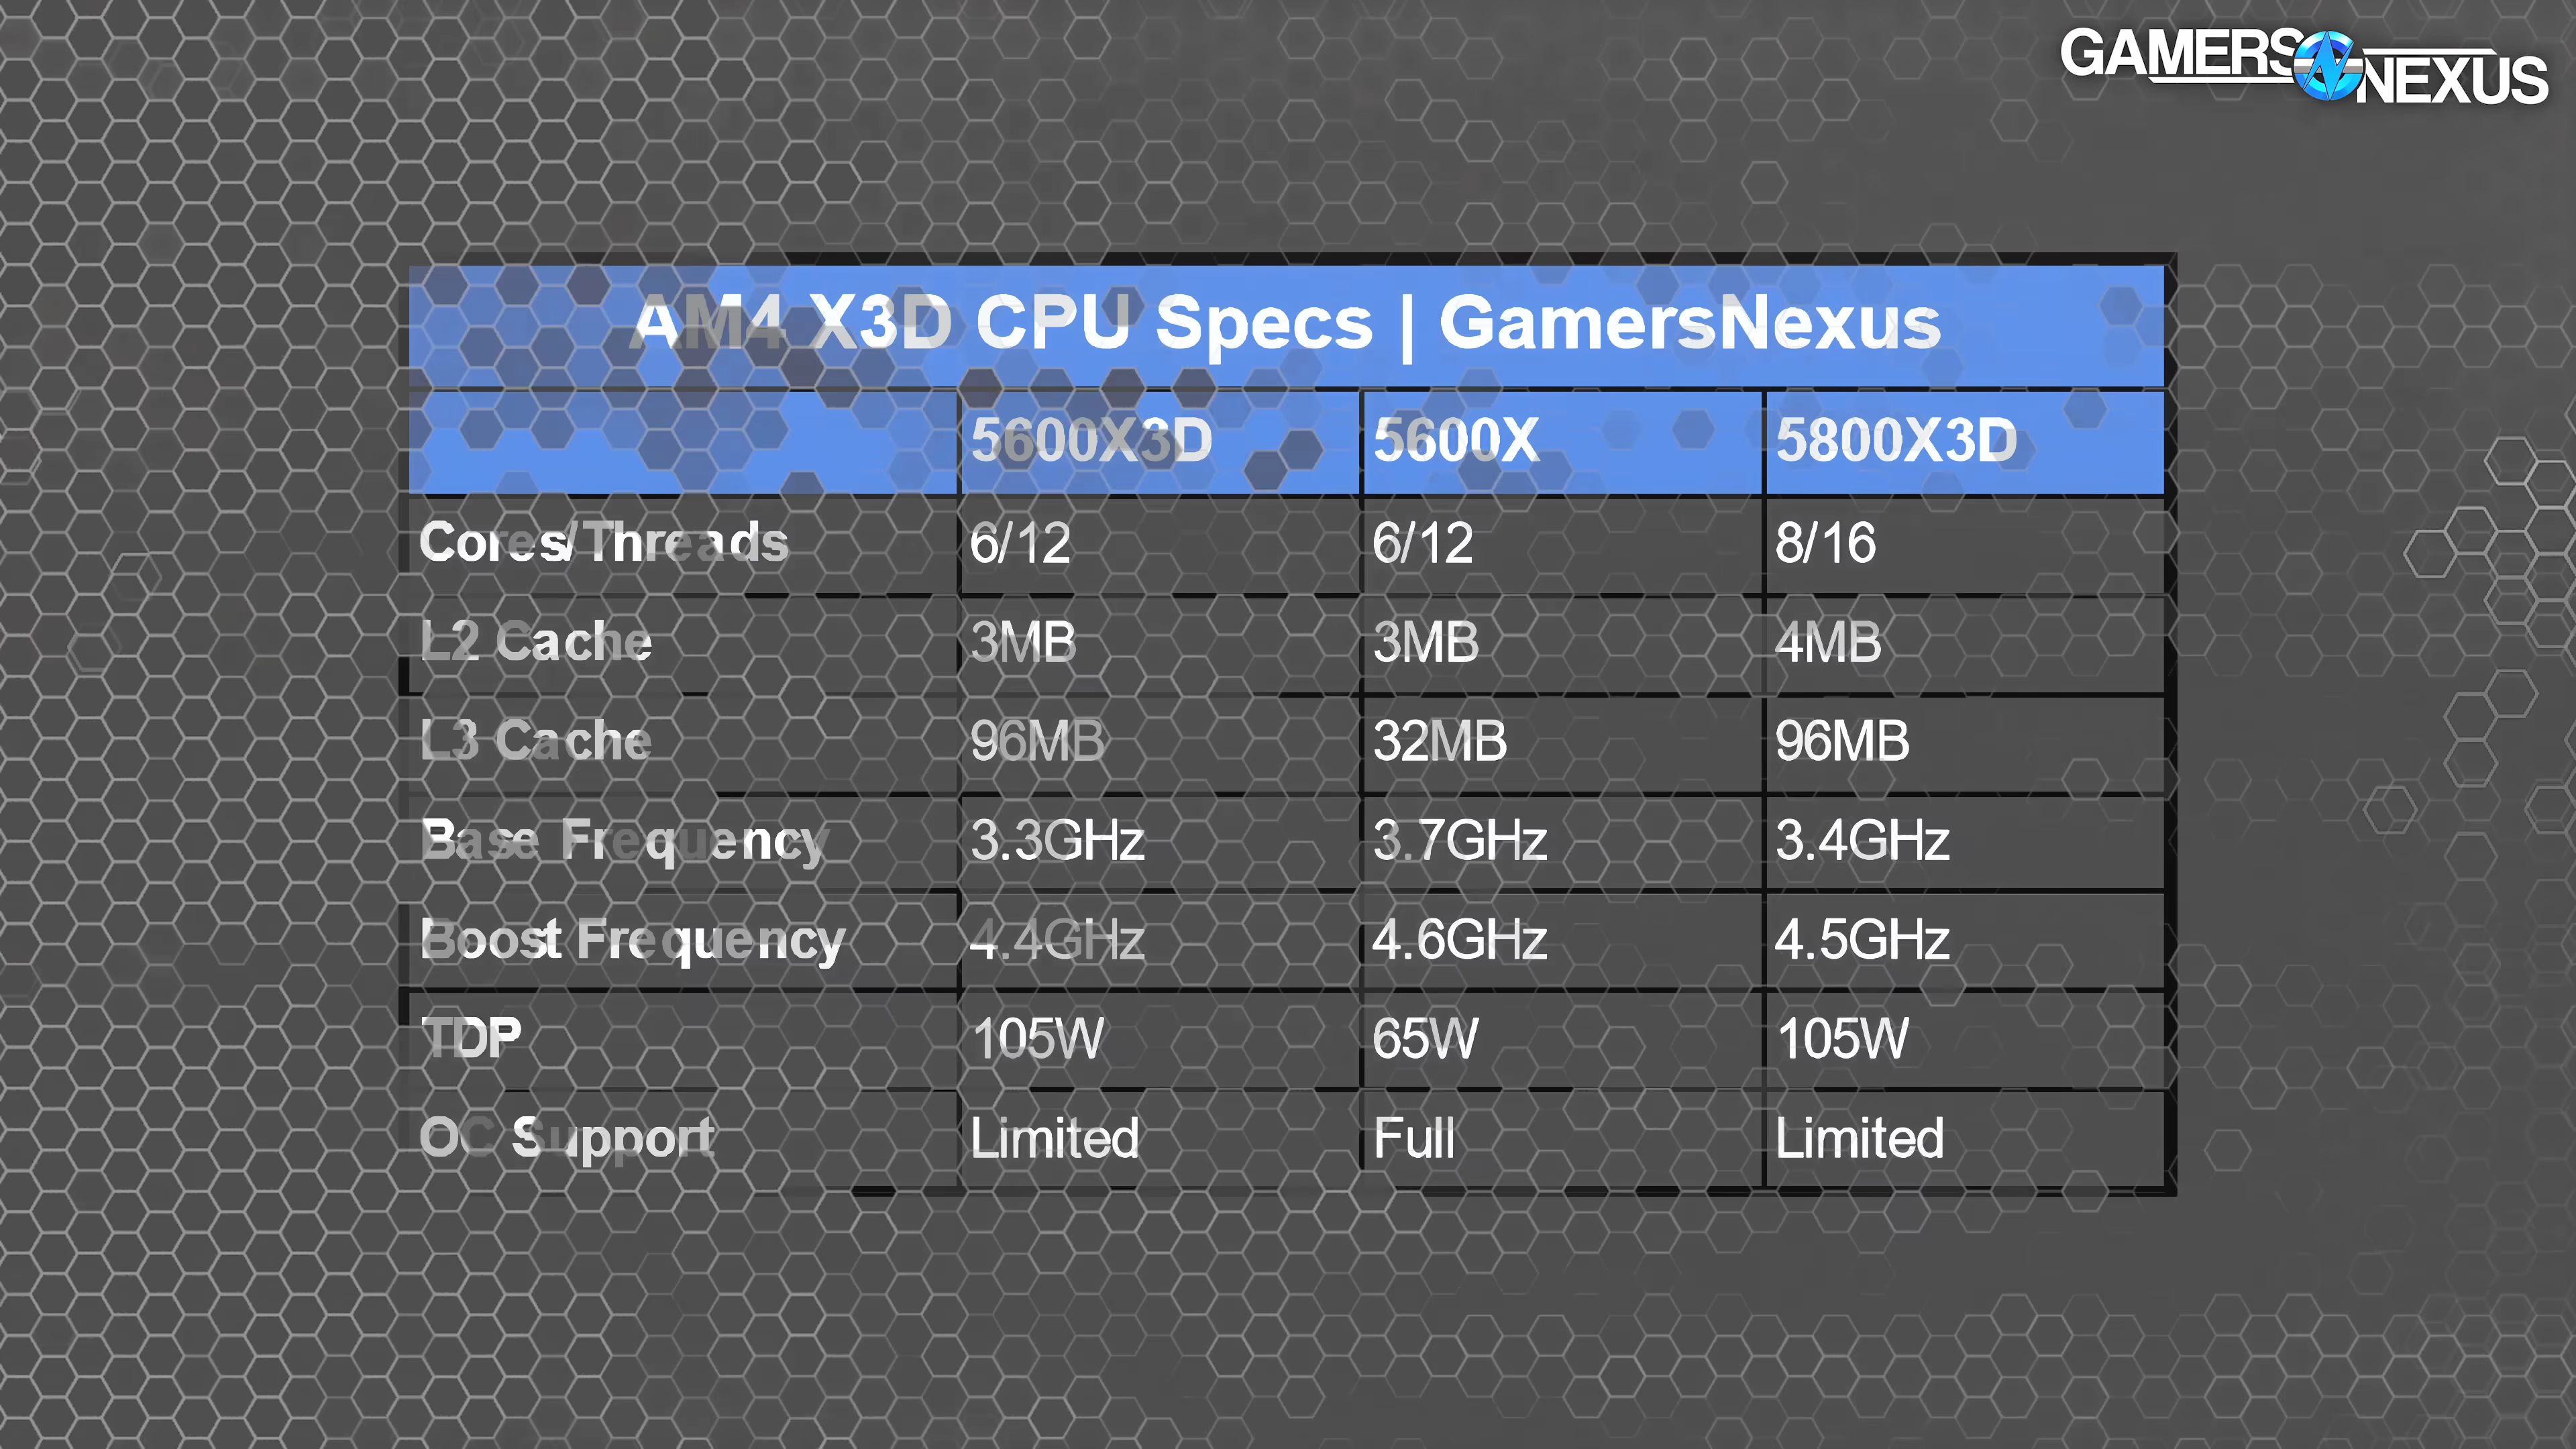 GAMERS NEXUS
AM4 X3D CPU Specs | GamersNexus
5600X3D 5600X 5800X3D
Cores/Threads 6/12 6/12 8/16
L2 Cache 3MB 3MB 4MB
L3 Cache 96MB 32MB 96MB
Base Frequency 3.3GHz 3.7GHz 3.4GHz
Boost Frequency 4.4GHz 4.6GHz 4.5GHz
TDP 105W 65W 105W
OC Support Limited Full Limited